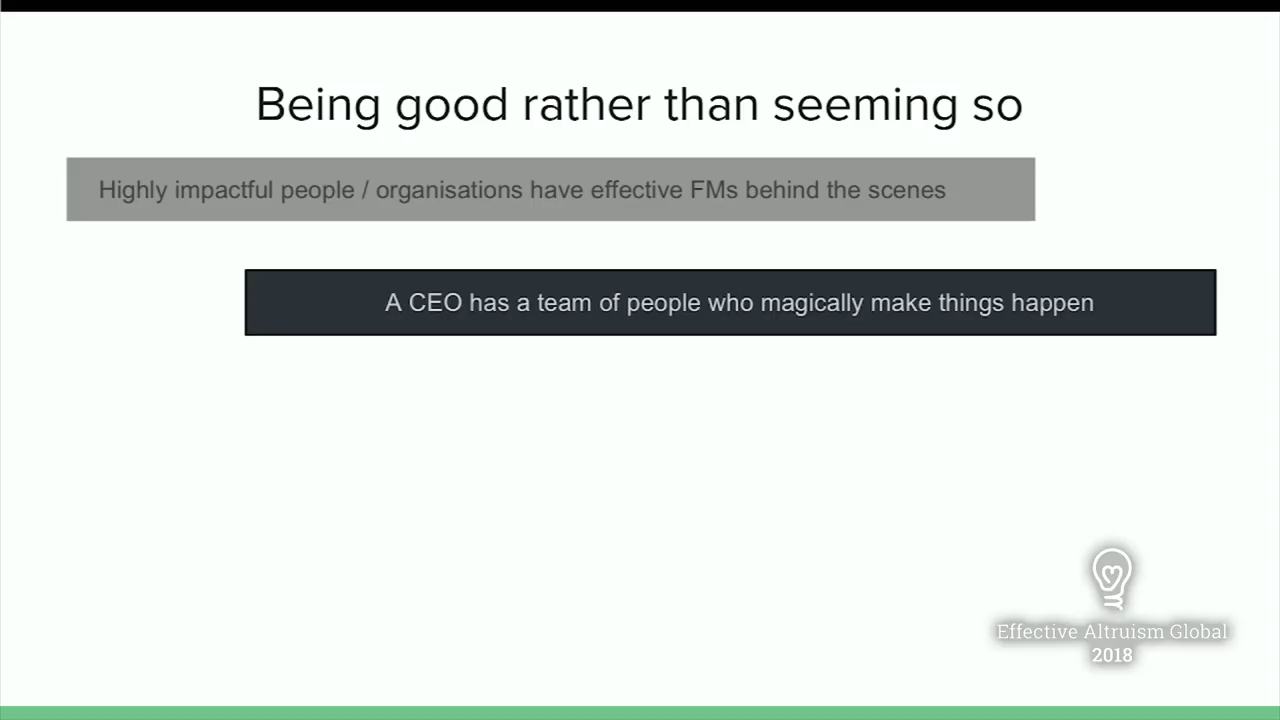 Being good rather than seeming so
Highly impactful people / organisations have effective FMs behind the scenes
A CEO has a team of people who magically make things happen
Effective Altruism Global
2018